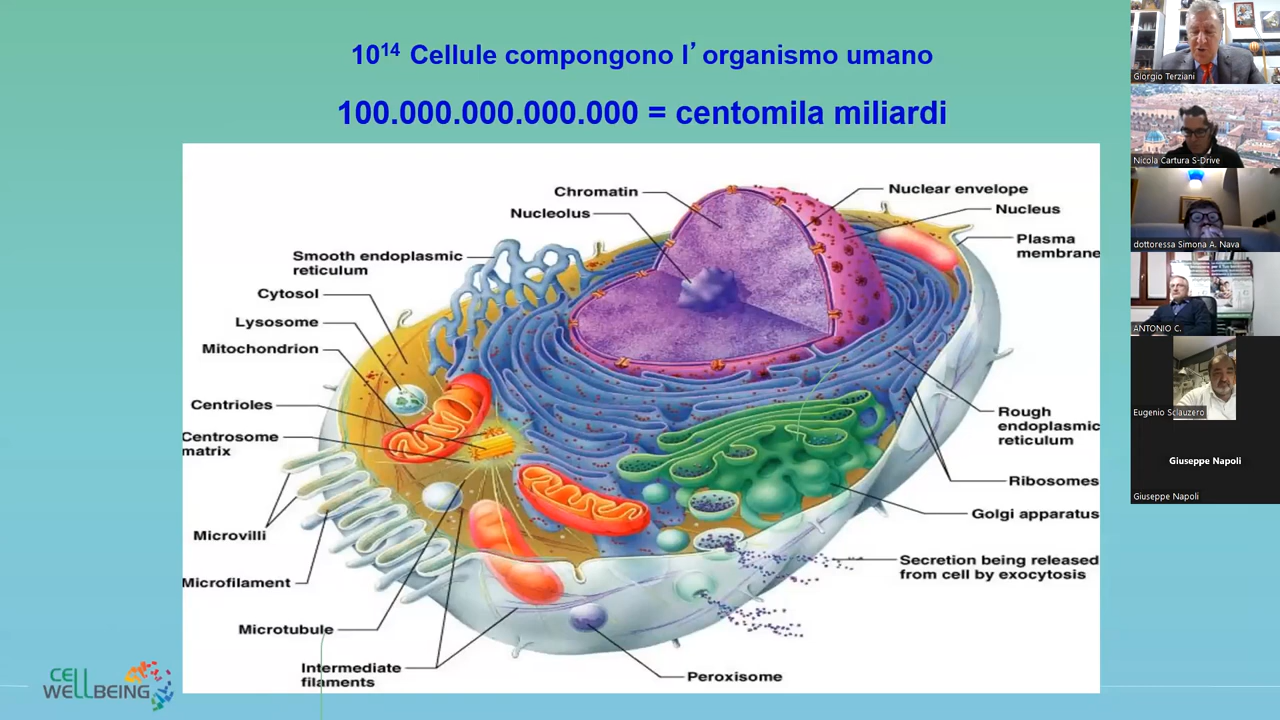 10¹⁴ Cellule compongono l’organismo umano
100.000.000.000.000 = centomila miliardi
Chromatin
Nucleolus
Smooth endoplasmic
reticulum
Cytosol
Lysosome
Mitochondrion
Centrioles
Centrosome
matrix
Microvilli
Microfilament
Microtubule
Intermediate
filaments
Nuclear envelope
Nucleus
Plasma
membrane
Rough
endoplasmic
reticulum
Ribosomes
Golgi apparatus
Secretion being released
from cell by exocytosis
Peroxisome
CELL
WELLBEING
Giorgio Terziani
Nicola Cartura S-Drive
dottoressa Simona A. Nava
ANTONIO C.
Eugenio Sclauzero
Giuseppe Napoli
Giuseppe Napoli